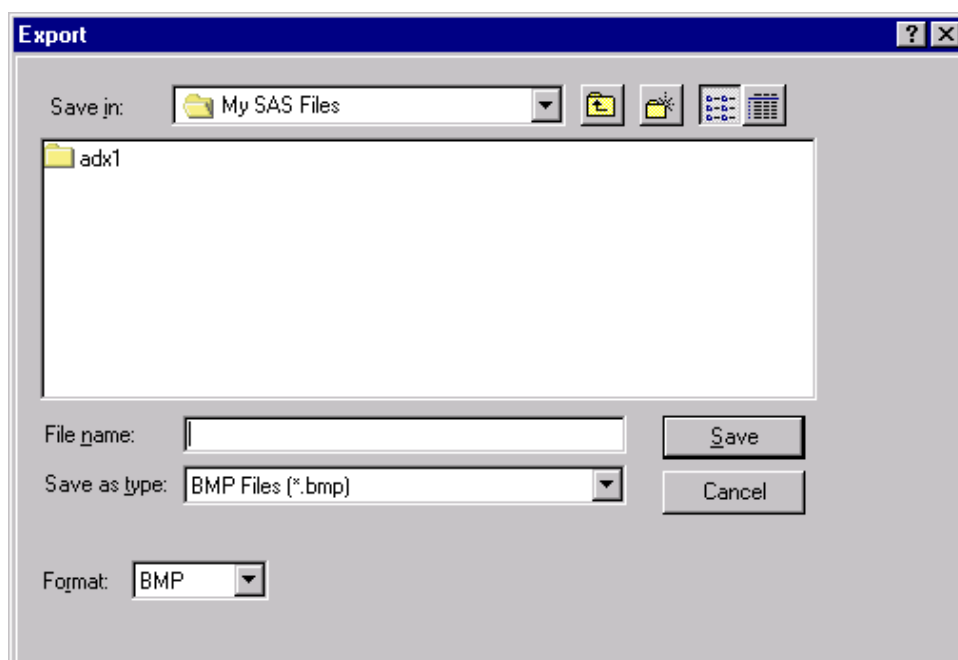 Export
Save in: My SAS Files
adx1
File name: Save
Save as type: BMP Files (*.bmp) Cancel
Format: BMP